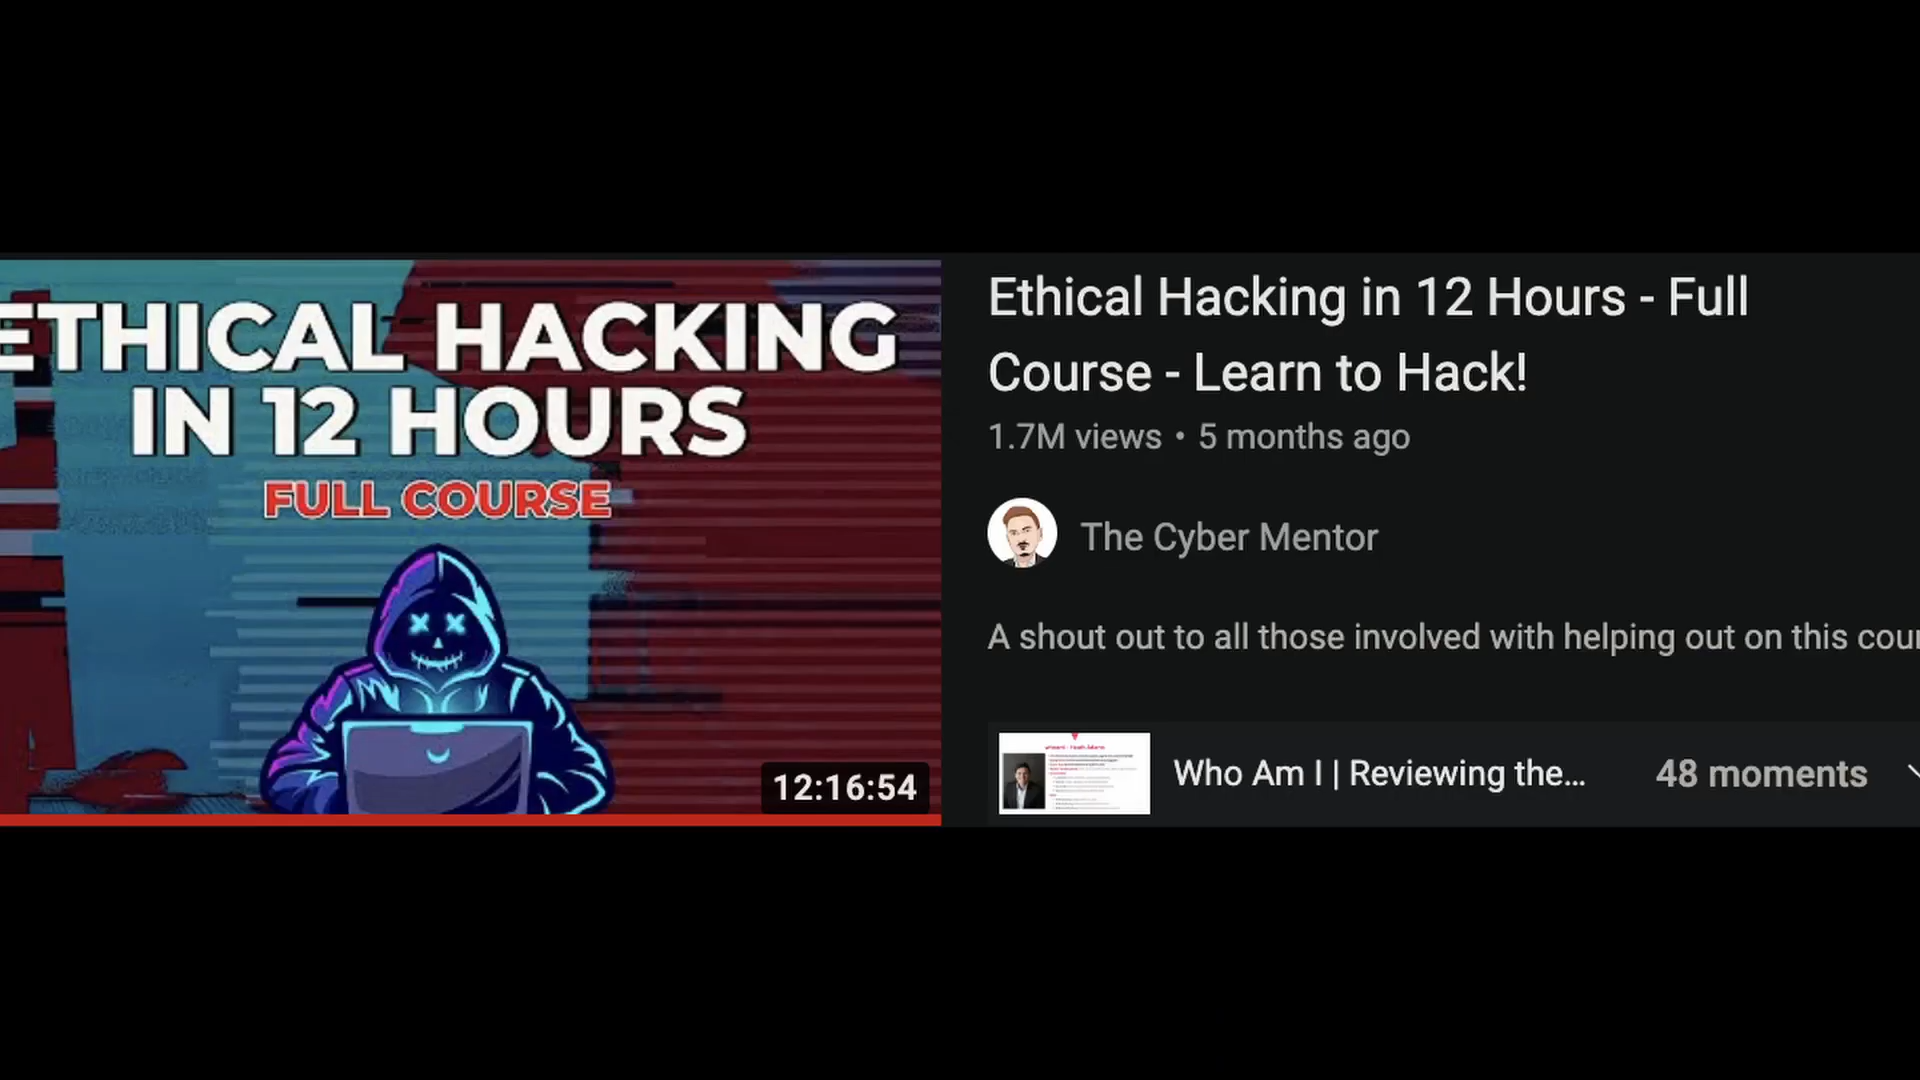 ETHICAL HACKING
IN 12 HOURS
FULL COURSE
12:16:54
Ethical Hacking in 12 Hours - Full
Course - Learn to Hack!
1.7M views • 5 months ago
The Cyber Mentor
A shout out to all those involved with helping out on this
Who Am I | Reviewing the...
48 moments